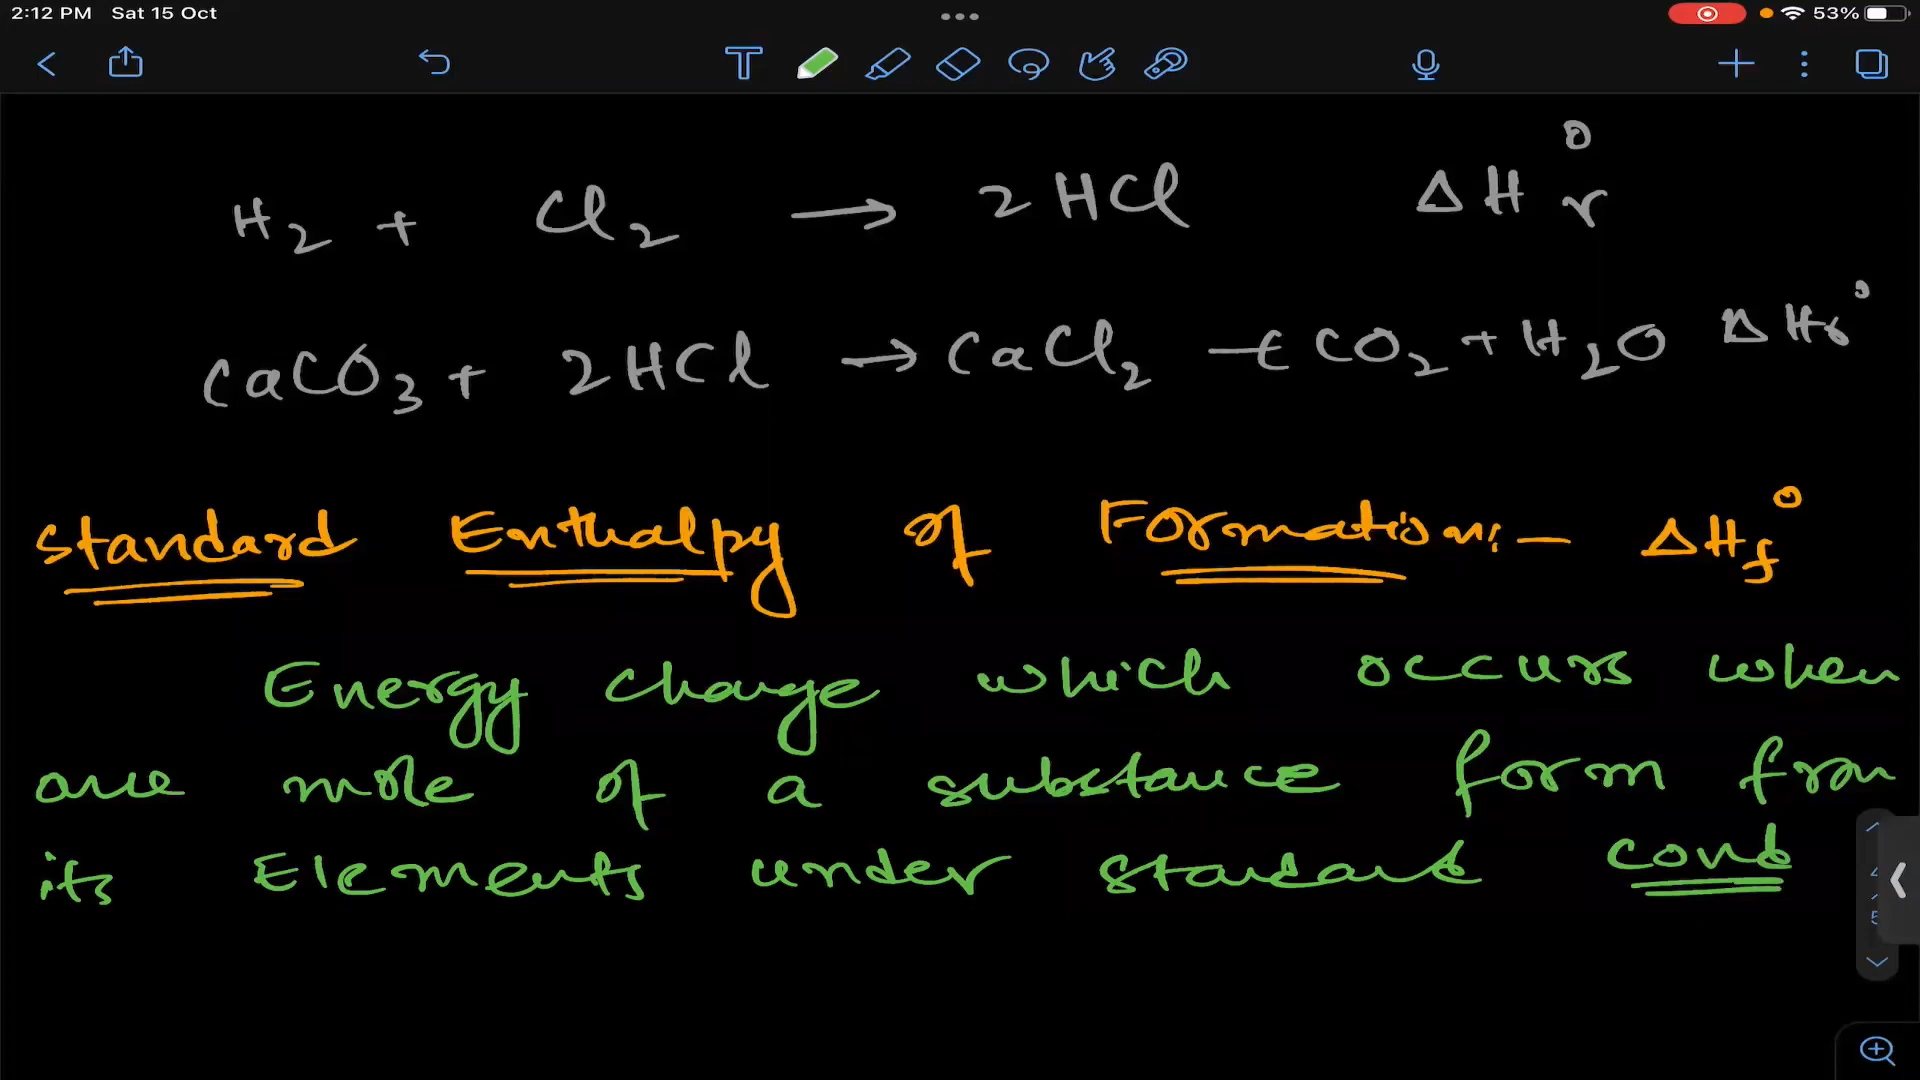 2:12 PM Sat 15 Oct 53%
T
H₂ + Cl₂ → 2HCl ΔHr°
CaCO₃ + 2HCl → CaCl₂ + CO₂ + H₂O ΔHr°
Standard Enthalpy of Formation:- ΔHf°
Energy change which occurs when
one mole of a substance form from
its Elements under standard cond